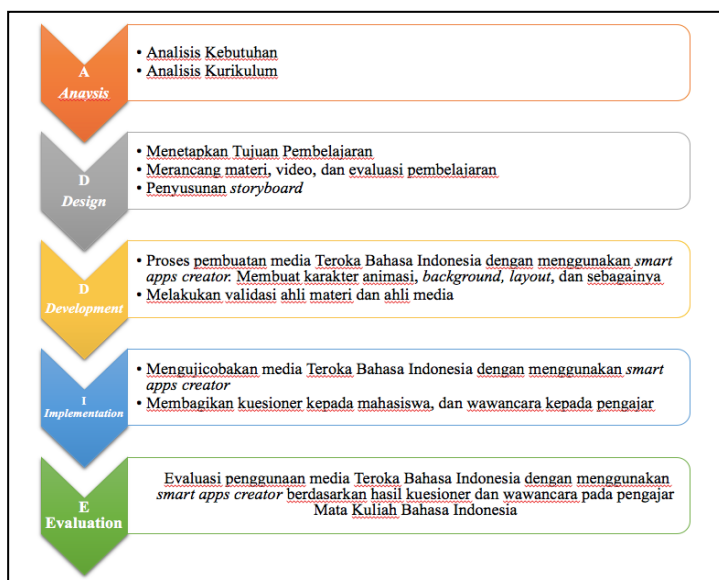 A
Anaysis
• Analisis Kebutuhan
• Analisis Kurikulum
D
Design
• Menetapkan Tujuan Pembelajaran
• Merancang materi, video, dan evaluasi pembelajaran
• Penyusunan storyboard
D
Development
• Proses pembuatan media Teroka Bahasa Indonesia dengan menggunakan smart
apps creator. Membuat karakter animasi, background, layout, dan sebagainya
• Melakukan validasi ahli materi dan ahli media
I
Implementation
• Mengujicobakan media Teroka Bahasa Indonesia dengan menggunakan smart
apps creator
• Membagikan kuesioner kepada mahasiswa, dan wawancara kepada pengajar
E
Evaluation
Evaluasi penggunaan media Teroka Bahasa Indonesia dengan menggunakan
smart apps creator berdasarkan hasil kuesioner dan wawancara pada pengajar
Mata Kuliah Bahasa Indonesia